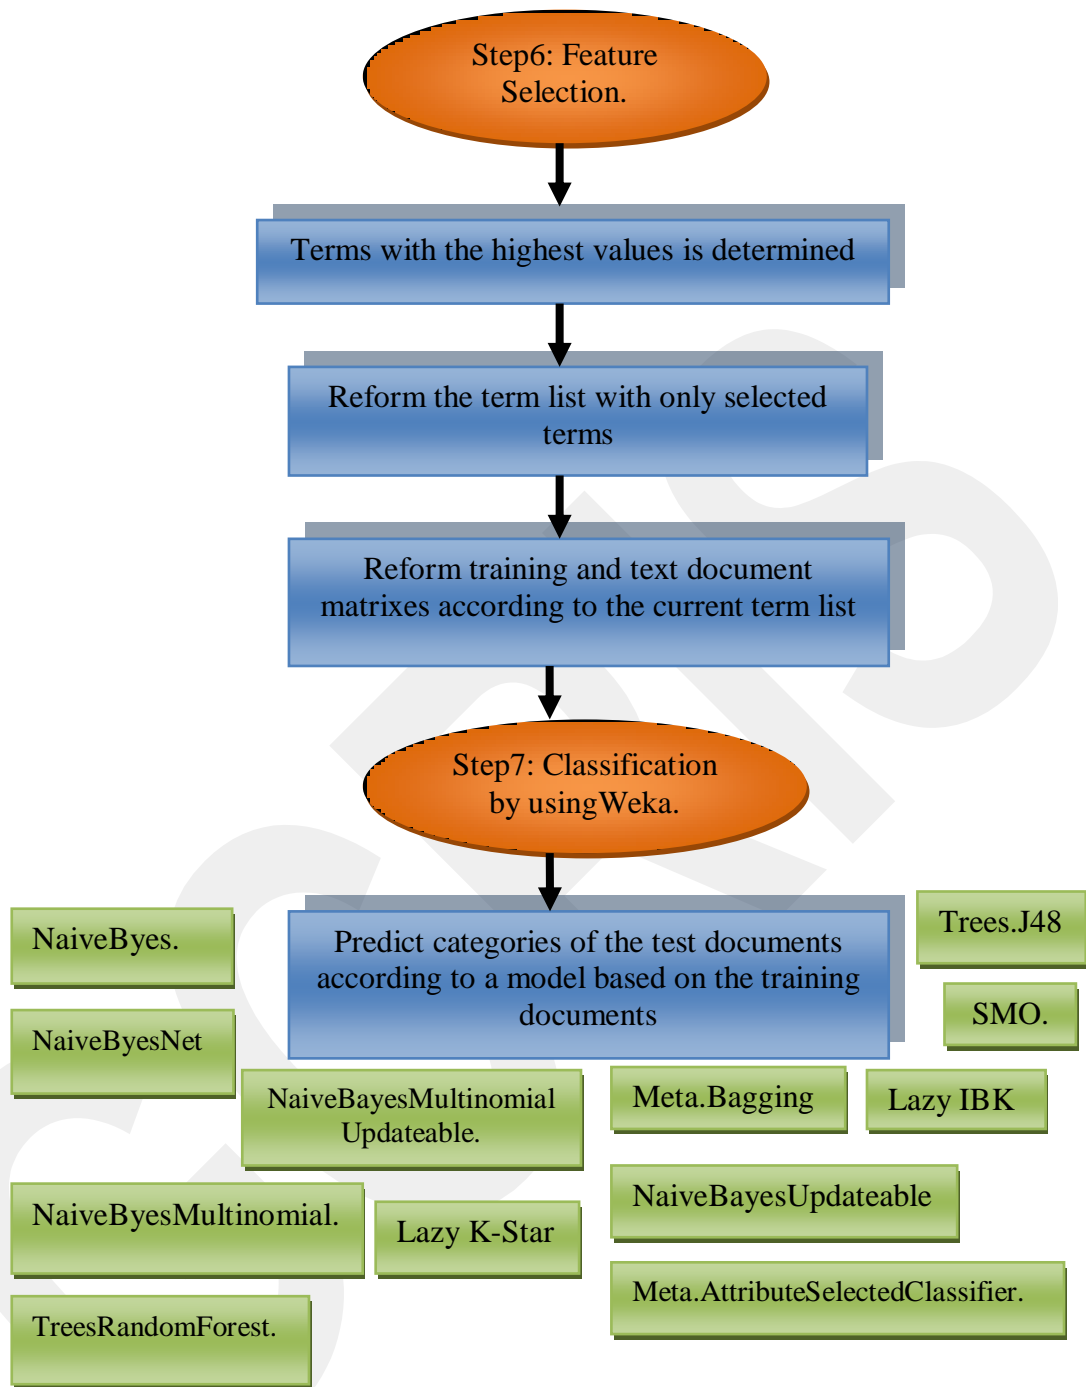 Step6: Feature
Selection.
Terms with the highest values is determined
Reform the term list with only selected
terms
Reform training and text document
matrixes according to the current term list
Step7: Classification
by usingWeka.
Predict categories of the test documents
according to a model based on the training
documents
NaiveByes.
NaiveByesNet
Trees.J48
SMO.
NaiveBayesMultinomial
Updateable.
Meta.Bagging
Lazy IBK
NaiveByesMultinomial.
Lazy K-Star
NaiveBayesUpdateable
Meta.AttributeSelectedClassifier.
TreesRandomForest.